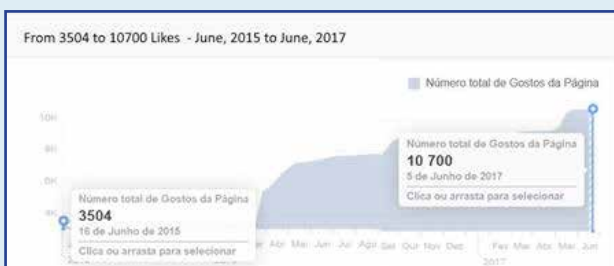 From 3504 to 10700 Likes - June, 2015 to June, 2017
Número total de Gostos da Página
10K
Número total de Gostos da Página
10 700
5 de Junho de 2017
Clica ou arrasta para selecionar
Número total de Gostos da Página
3504
16 de Junho de 2015
Clica ou arrasta para selecionar
Abr Mai Jun Jul Ago Set Out Nov Dez Fev Mar Abr Mai Jun
2017